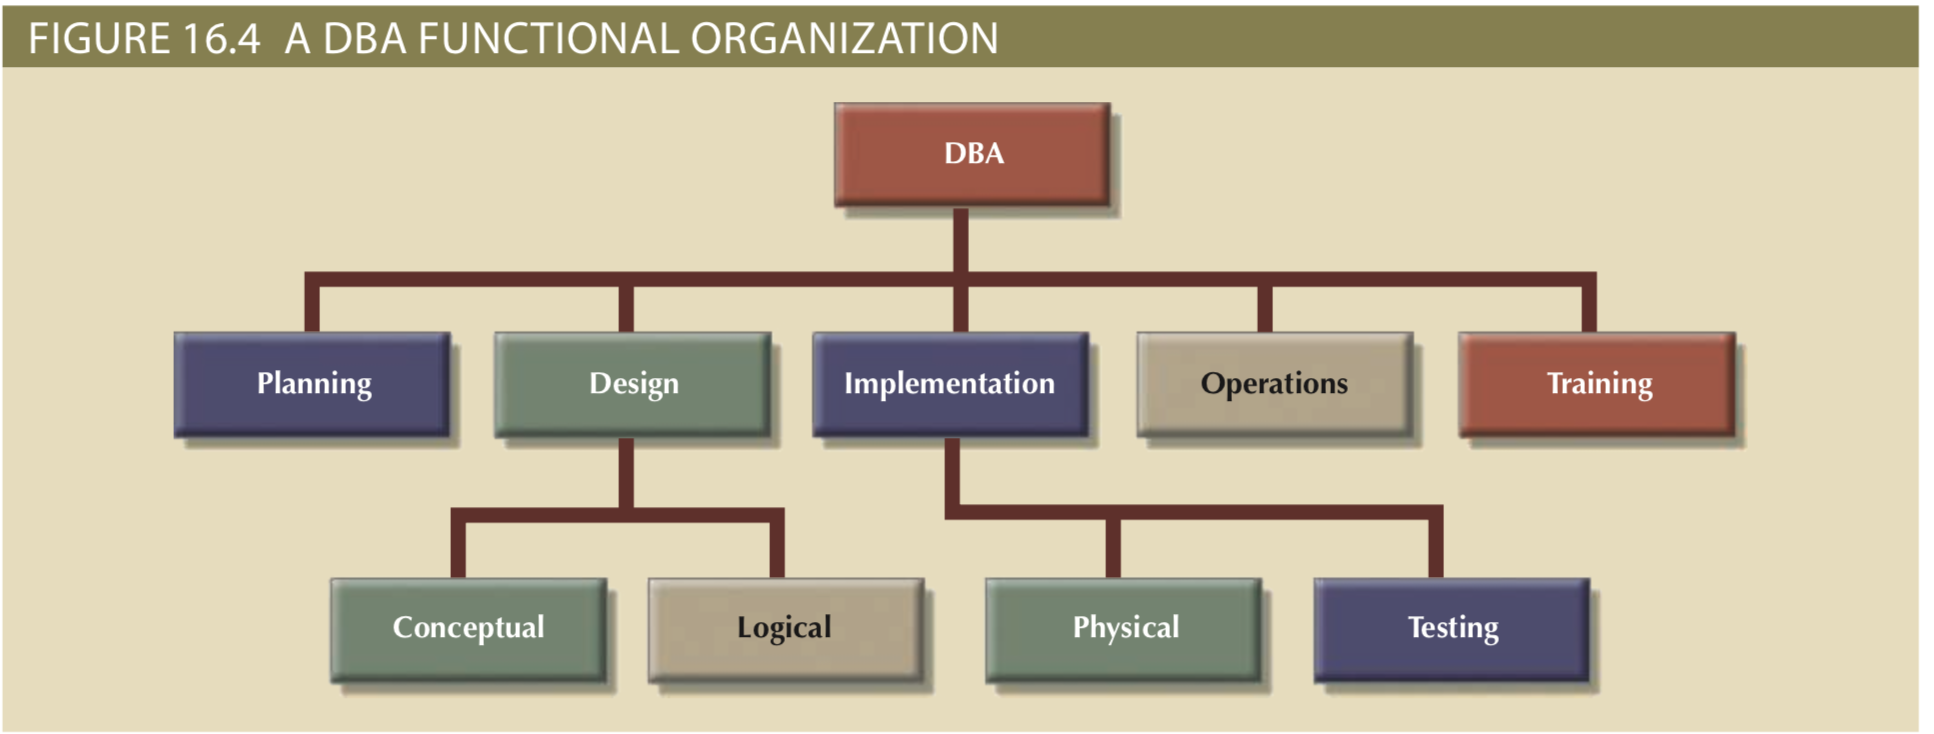 FIGURE 16.4 A DBA FUNCTIONAL ORGANIZATION
DBA
Planning
Design
Implementation
Operations
Training
Conceptual
Logical
Physical
Testing